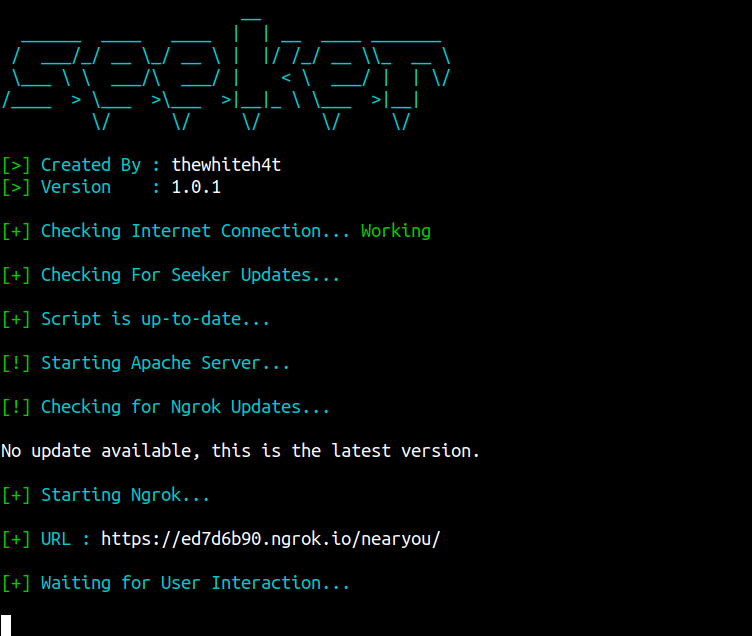 seeker
[>] Created By : thewhiteh4t
[>] Version    : 1.0.1
[+] Checking Internet Connection... Working
[+] Checking For Seeker Updates...
[+] Script is up-to-date...
[!] Starting Apache Server...
[!] Checking for Ngrok Updates...
No update available, this is the latest version.
[+] Starting Ngrok...
[+] URL : https://ed7d6b90.ngrok.io/nearyou/
[+] Waiting for User Interaction...